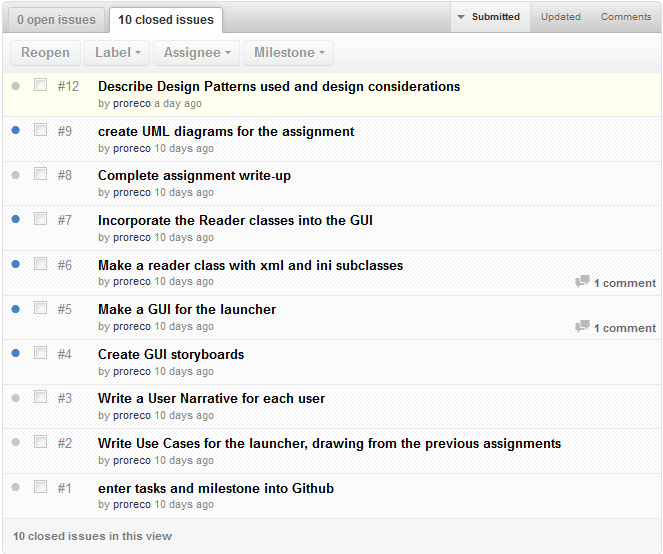 0 open issues 10 closed issues Submitted Updated Comments
Reopen Label Assignee Milestone
#12 Describe Design Patterns used and design considerations
by proreco a day ago
#9 create UML diagrams for the assignment
by proreco 10 days ago
#8 Complete assignment write-up
by proreco 10 days ago
#7 Incorporate the Reader classes into the GUI
by proreco 10 days ago
#6 Make a reader class with xml and ini subclasses
by proreco 10 days ago 1 comment
#5 Make a GUI for the launcher
by proreco 10 days ago 1 comment
#4 Create GUI storyboards
by proreco 10 days ago
#3 Write a User Narrative for each user
by proreco 10 days ago
#2 Write Use Cases for the launcher, drawing from the previous assignments
by proreco 10 days ago
#1 enter tasks and milestone into Github
by proreco 10 days ago
10 closed issues in this view